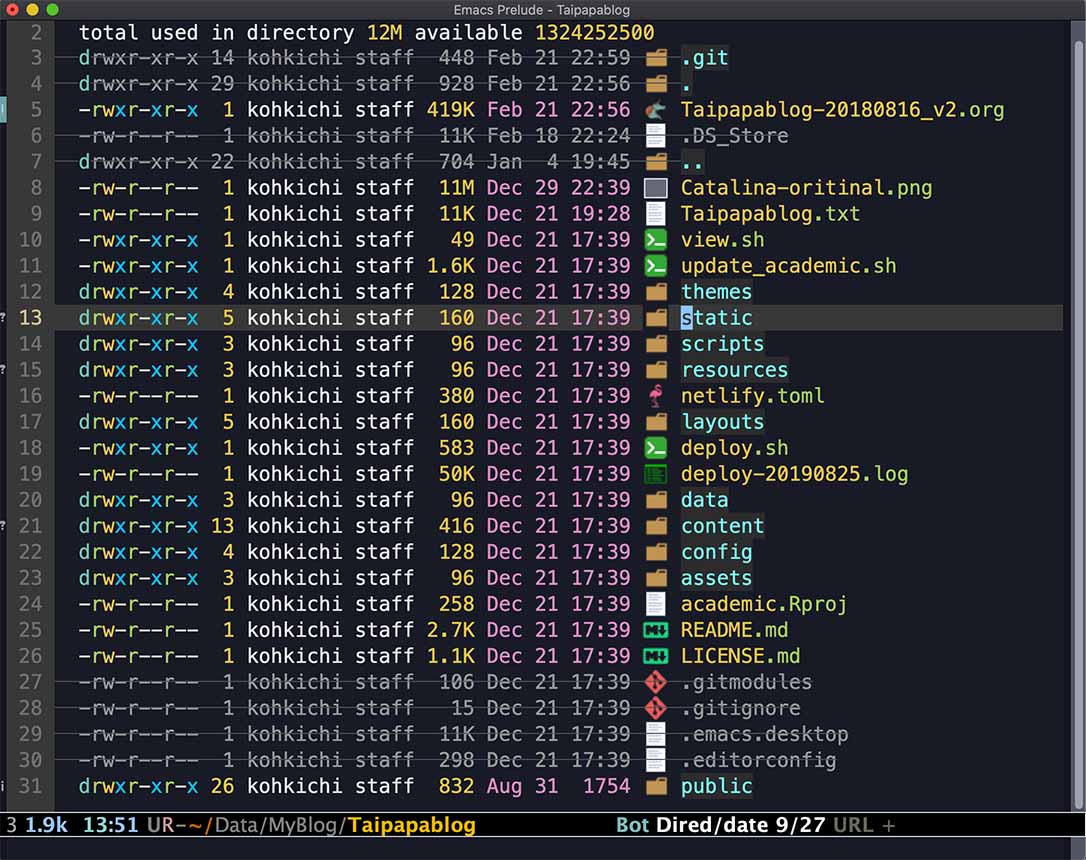 Emacs Prelude - Taipapablog
2 total used in directory 12M available 1324252500
3 drwxr-xr-x 14 kohkichi staff 448 Feb 21 22:59 .git
4 drwxr-xr-x 29 kohkichi staff 928 Feb 21 22:56 .
i 5 -rwxr-xr-x 1 kohkichi staff 419K Feb 21 22:56 Taipapablog-20180816_v2.org
6 -rw-r--r-- 1 kohkichi staff 11K Feb 18 22:24 .DS_Store
7 drwxr-xr-x 22 kohkichi staff 704 Jan 4 19:45 ..
8 -rw-r--r-- 1 kohkichi staff 11M Dec 29 22:39 Catalina-oritinal.png
9 -rw-r--r-- 1 kohkichi staff 11K Dec 21 19:28 Taipapablog.txt
10 -rwxr-xr-x 1 kohkichi staff 49 Dec 21 17:39 view.sh
11 -rwxr-xr-x 1 kohkichi staff 1.6K Dec 21 17:39 update_academic.sh
12 drwxr-xr-x 4 kohkichi staff 128 Dec 21 17:39 themes
? 13 drwxr-xr-x 5 kohkichi staff 160 Dec 21 17:39 static
14 drwxr-xr-x 3 kohkichi staff 96 Dec 21 17:39 scripts
? 15 drwxr-xr-x 3 kohkichi staff 96 Dec 21 17:39 resources
16 -rw-r--r-- 1 kohkichi staff 380 Dec 21 17:39 netlify.toml
17 drwxr-xr-x 5 kohkichi staff 160 Dec 21 17:39 layouts
18 -rwxr-xr-x 1 kohkichi staff 583 Dec 21 17:39 deploy.sh
19 -rw-r--r-- 1 kohkichi staff 50K Dec 21 17:39 deploy-20190825.log
20 drwxr-xr-x 3 kohkichi staff 96 Dec 21 17:39 data
? 21 drwxr-xr-x 13 kohkichi staff 416 Dec 21 17:39 content
22 drwxr-xr-x 4 kohkichi staff 128 Dec 21 17:39 config
23 drwxr-xr-x 3 kohkichi staff 96 Dec 21 17:39 assets
24 -rw-r--r-- 1 kohkichi staff 258 Dec 21 17:39 academic.Rproj
25 -rw-r--r-- 1 kohkichi staff 2.7K Dec 21 17:39 README.md
26 -rw-r--r-- 1 kohkichi staff 1.1K Dec 21 17:39 LICENSE.md
27 -rw-r--r-- 1 kohkichi staff 106 Dec 21 17:39 .gitmodules
28 -rw-r--r-- 1 kohkichi staff 15 Dec 21 17:39 .gitignore
29 -rw-r--r-- 1 kohkichi staff 11K Dec 21 17:39 .emacs.desktop
30 -rw-r--r-- 1 kohkichi staff 298 Dec 21 17:39 .editorconfig
i 31 drwxr-xr-x 26 kohkichi staff 832 Aug 31 1754 public
3 1.9k 13:51 UR-~/Data/MyBlog/Taipapablog Bot Dired/date 9/27 URL +